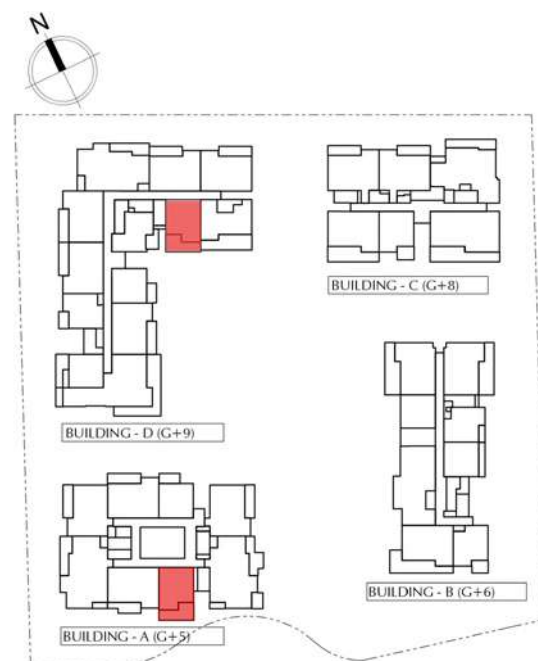 N
BUILDING - C (G+8)
BUILDING - D (G+9)
BUILDING - B (G+6)
BUILDING - A (G+5)